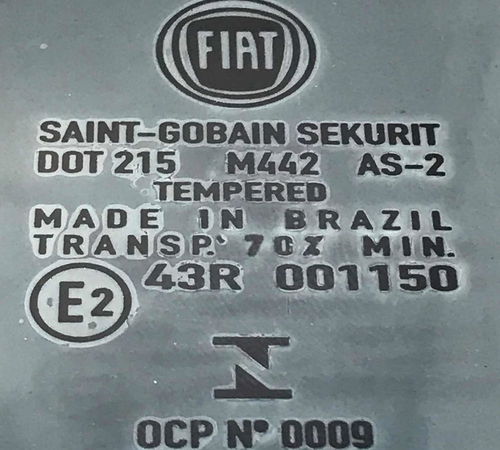 FIAT
SAINT-GOBAIN SEKURIT
DOT 215 M442 AS-2
TEMPERED
MADE IN BRAZIL
TRANSP. 70% MIN.
E2 43R 001150
OCP Nº 0009